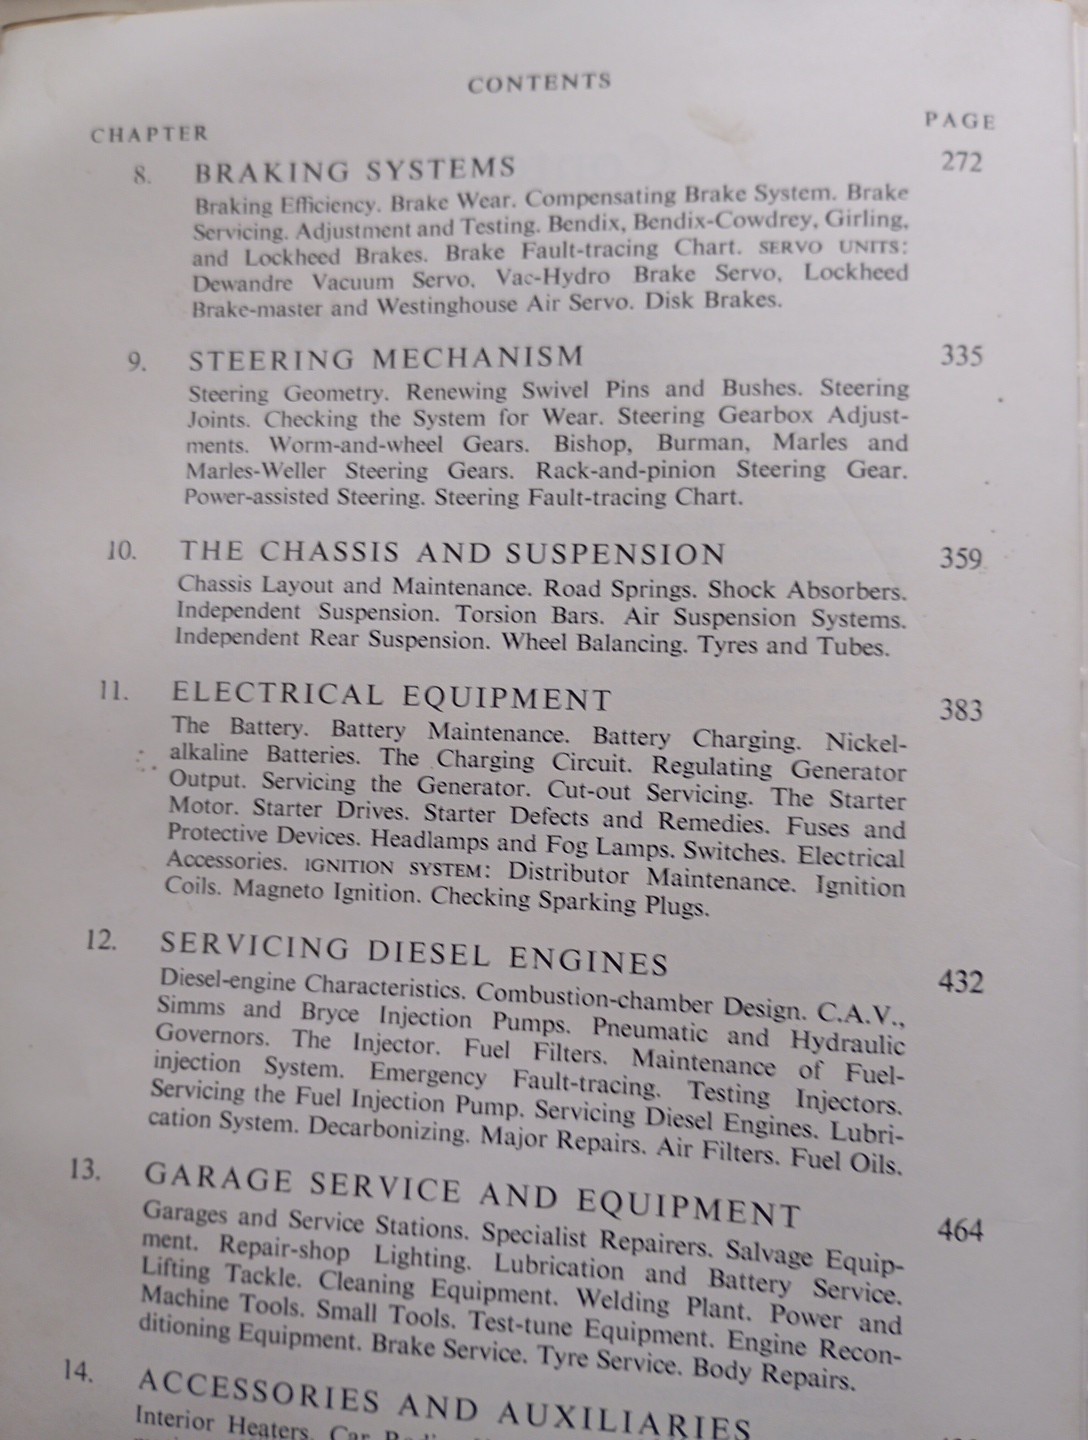 CONTENTS
CHAPTER PAGE
8. BRAKING SYSTEMS 272
Braking Efficiency. Brake Wear. Compensating Brake System. Brake
Servicing. Adjustment and Testing. Bendix, Bendix-Cowdrey, Girling,
and Lockheed Brakes. Brake Fault-tracing Chart. SERVO UNITS:
Dewandre Vacuum Servo, Vac-Hydro Brake Servo, Lockheed
Brake-master and Westinghouse Air Servo. Disk Brakes.
9. STEERING MECHANISM 335
Steering Geometry. Renewing Swivel Pins and Bushes. Steering
Joints. Checking the System for Wear. Steering Gearbox Adjust-
ments. Worm-and-wheel Gears. Bishop, Burman, Marles and
Marles-Weller Steering Gears. Rack-and-pinion Steering Gear.
Power-assisted Steering. Steering Fault-tracing Chart.
10. THE CHASSIS AND SUSPENSION 359
Chassis Layout and Maintenance. Road Springs. Shock Absorbers.
Independent Suspension. Torsion Bars. Air Suspension Systems.
Independent Rear Suspension. Wheel Balancing. Tyres and Tubes.
11. ELECTRICAL EQUIPMENT 383
The Battery. Battery Maintenance. Battery Charging. Nickel-
alkaline Batteries. The Charging Circuit. Regulating Generator
Output. Servicing the Generator. Cut-out Servicing. The Starter
Motor. Starter Drives. Starter Defects and Remedies. Fuses and
Protective Devices. Headlamps and Fog Lamps. Switches. Electrical
Accessories. IGNITION SYSTEM: Distributor Maintenance. Ignition
Coils. Magneto Ignition. Checking Sparking Plugs.
12. SERVICING DIESEL ENGINES 432
Diesel-engine Characteristics. Combustion-chamber Design. C.A.V.,
Simms and Bryce Injection Pumps. Pneumatic and Hydraulic
Governors. The Injector. Fuel Filters. Maintenance of Fuel-
injection System. Emergency Fault-tracing. Testing Injectors.
Servicing the Fuel Injection Pump. Servicing Diesel Engines. Lubri-
cation System. Decarbonizing. Major Repairs. Air Filters. Fuel Oils.
13. GARAGE SERVICE AND EQUIPMENT 464
Garages and Service Stations. Specialist Repairers. Salvage Equip-
ment. Repair-shop Lighting. Lubrication and Battery Service.
Lifting Tackle. Cleaning Equipment. Welding Plant. Power and
Machine Tools. Small Tools. Test-tune Equipment. Engine Recon-
ditioning Equipment. Brake Service. Tyre Service. Body Repairs.
14. ACCESSORIES AND AUXILIARIES
Interior Heaters. Car